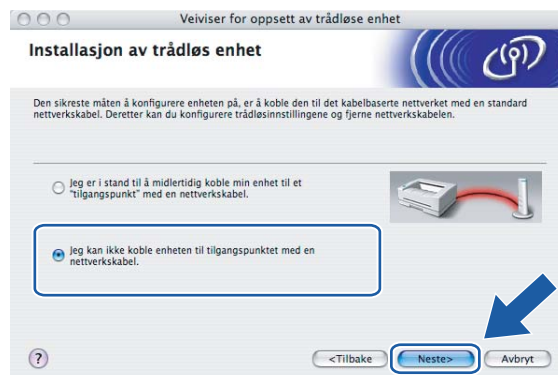 Veiviser for oppsett av trådløse enhet
Installasjon av trådløs enhet
Den sikreste måten å konfigurere enheten på, er å koble den til det kabelbaserte nettverket med en standard
nettverkskabel. Deretter kan du konfigurere trådløsinnstillingene og fjerne nettverkskabelen.
Jeg er i stand til å midlertidig koble min enhet til et
"tilgangspunkt" med en nettverkskabel.
Jeg kan ikke koble enheten til tilgangspunktet med en
nettverkskabel.
?
<Tilbake
Neste>
Avbryt